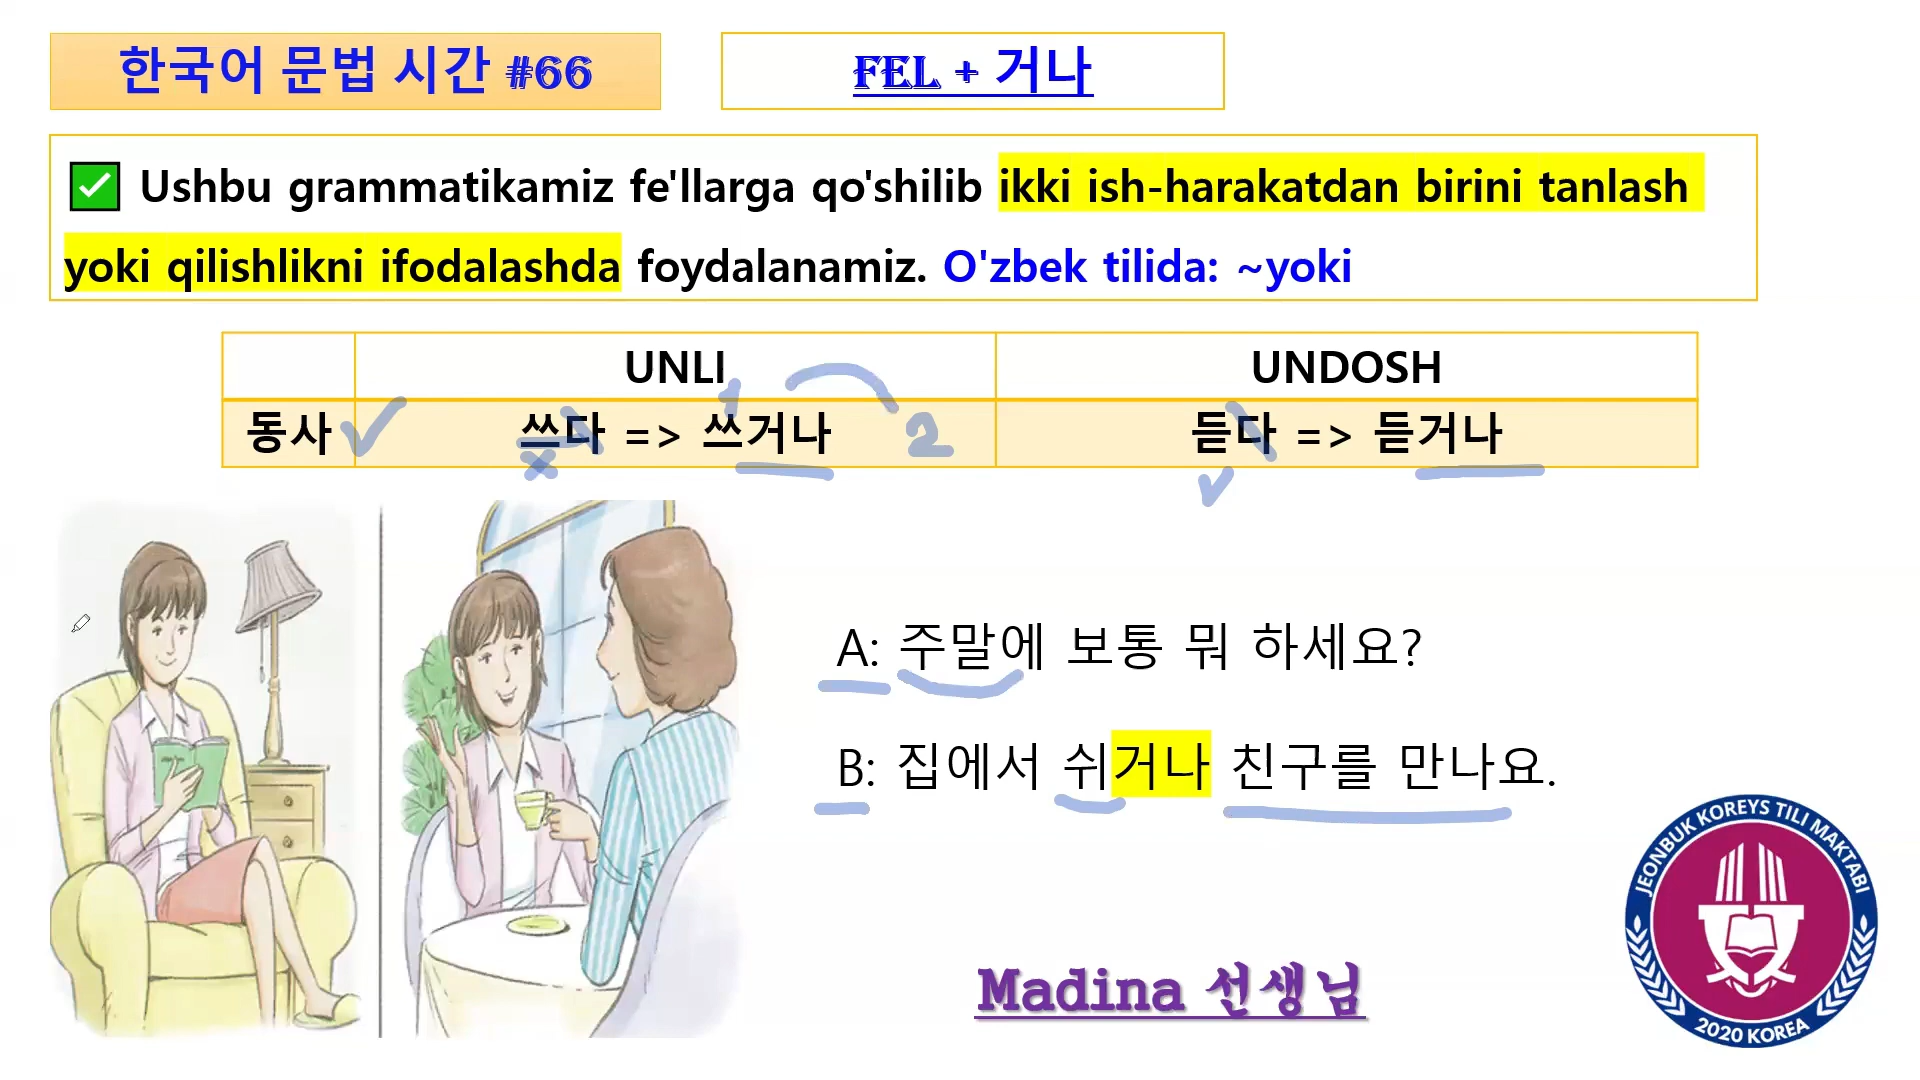 한국어 문법 시간 #66
FEL + 거나
✅ Ushbu grammatikamiz fe'llarga qo'shilib ikki ish-harakatdan birini tanlash
yoki qilishlikni ifodalashda foydalanamiz. O'zbek tilida: ~yoki
UNLI UNDOSH
동사 쓰다 => 쓰거나 듣다 => 듣거나
1 2
A: 주말에 보통 뭐 하세요?
B: 집에서 쉬거나 친구를 만나요.
Madina 선생님
JEONBUK KOREYS TILI MAKTABI
2020 KOREA